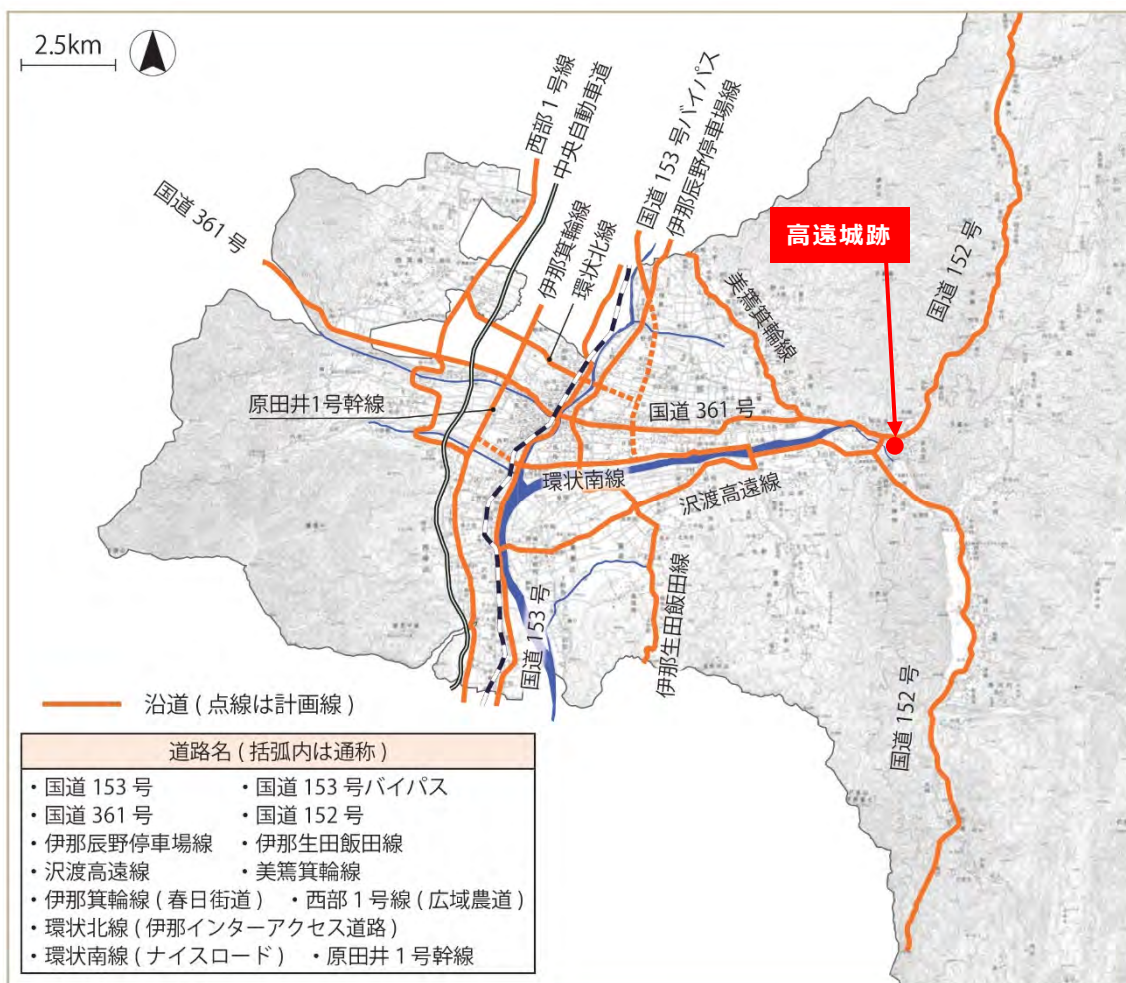 2.5km
西部1号線
中央自動車道
国道153号バイパス
伊那辰野停車場線
国道361号
伊那箕輪線
環状北線
高遠城跡
国道152号
美篶箕輪線
原田井1号幹線
国道361号
環状南線
沢渡高遠線
国道153号
伊那生田飯田線
国道152号
沿道(点線は計画線)
道路名(括弧内は通称)
・国道153号 ・国道153号バイパス
・国道361号 ・国道152号
・伊那辰野停車場線 ・伊那生田飯田線
・沢渡高遠線 ・美篶箕輪線
・伊那箕輪線(春日街道) ・西部1号線(広域農道)
・環状北線(伊那インターアクセス道路)
・環状南線(ナイスロード) ・原田井1号幹線